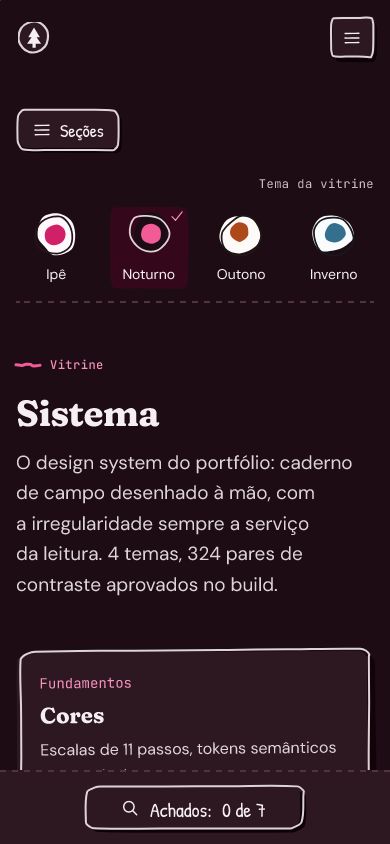 Seções
Tema da vitrine
Ipê
Noturno
Outono
Inverno
Vitrine
Sistema
O design system do portfólio: caderno
de campo desenhado à mão, com
a irregularidade sempre a serviço
da leitura. 4 temas, 324 pares de
contraste aprovados no build.
Fundamentos
Cores
Escalas de 11 passos, tokens semânticos
Achados: 0 de 7